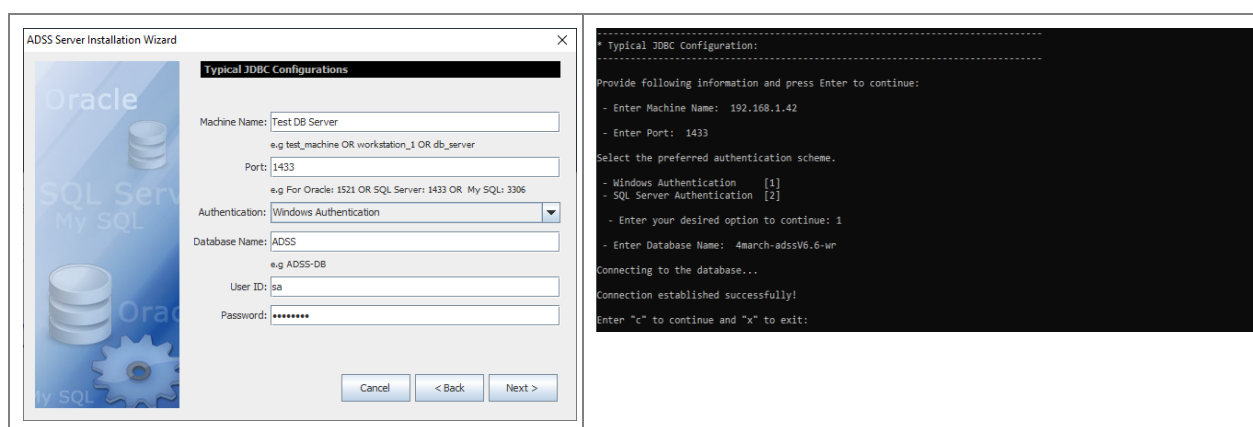 ADSS Server Installation Wizard
Typical JDBC Configurations
Oracle
SQL Serv
My SQL
Orac
My SQL
Machine Name: Test DB Server
e.g test_machine OR workstation_1 OR db_server
Port: 1433
e.g For Oracle: 1521 OR SQL Server: 1433 OR My SQL: 3306
Authentication: Windows Authentication
Database Name: ADSS
e.g ADSS-DB
User ID: sa
Password: ••••••••
Cancel < Back Next >
--------------------------------------------------------------------
* Typical JDBC Configuration:
--------------------------------------------------------------------
Provide following information and press Enter to continue:
- Enter Machine Name: 192.168.1.42
- Enter Port: 1433
Select the preferred authentication scheme.
- Windows Authentication [1]
- SQL Server Authentication [2]
- Enter your desired option to continue: 1
- Enter Database Name: 4march-adssV6.6-wr
Connecting to the database...
Connection established successfully!
Enter "c" to continue and "x" to exit: